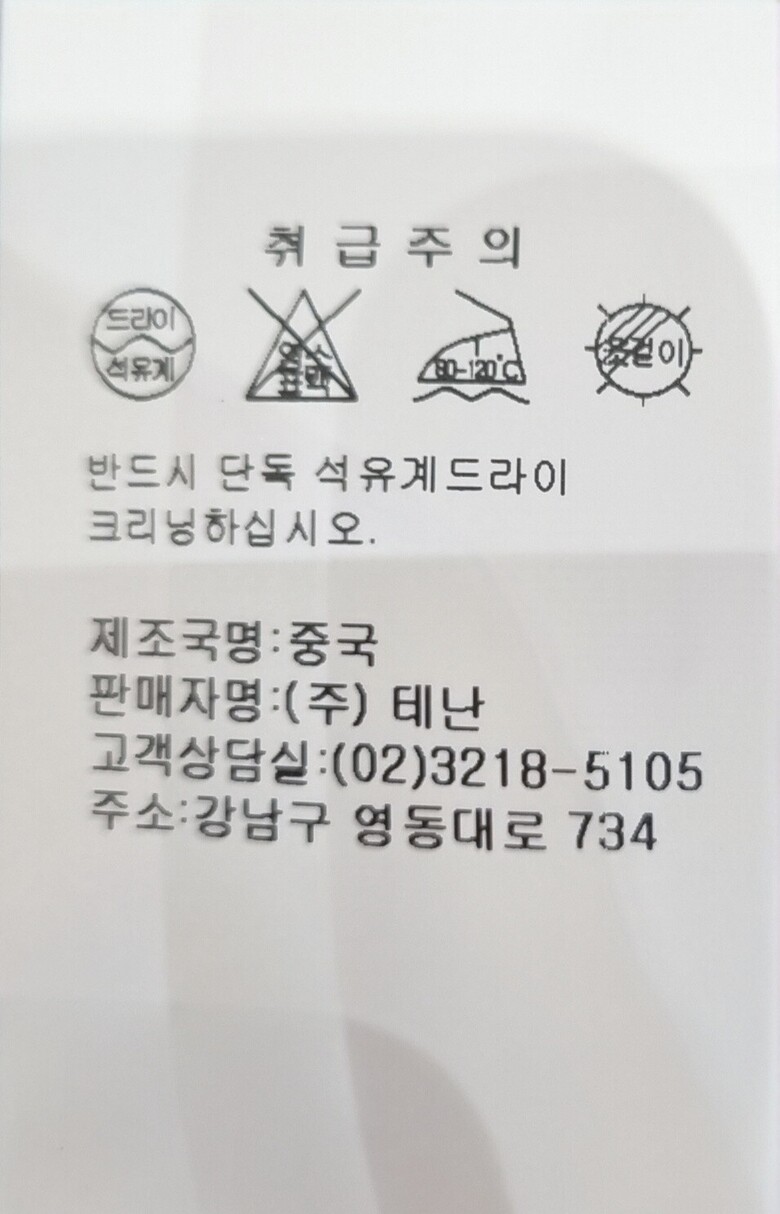 취급주의
드라이
석유계
염소
표백
80-120℃
옷걸이
반드시 단독 석유계드라이
크리닝하십시오.
제조국명:중국
판매자명:(주) 테난
고객상담실:(02)3218-5105
주소:강남구 영동대로 734